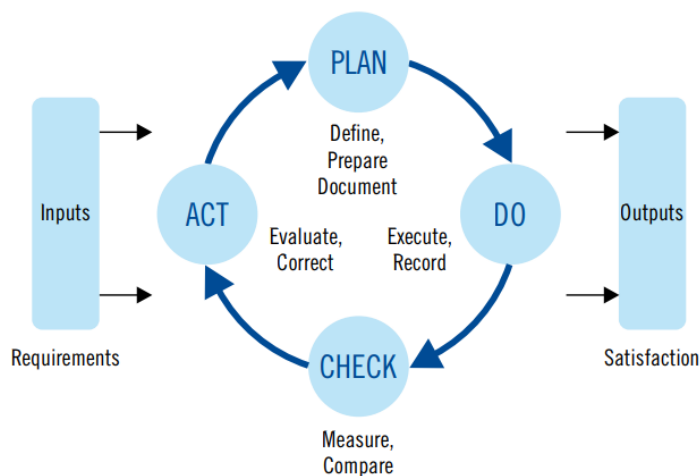 PLAN
Define,
Prepare
Document
Inputs
ACT
DO
Outputs
Evaluate,
Correct
Execute,
Record
Requirements
CHECK
Satisfaction
Measure,
Compare